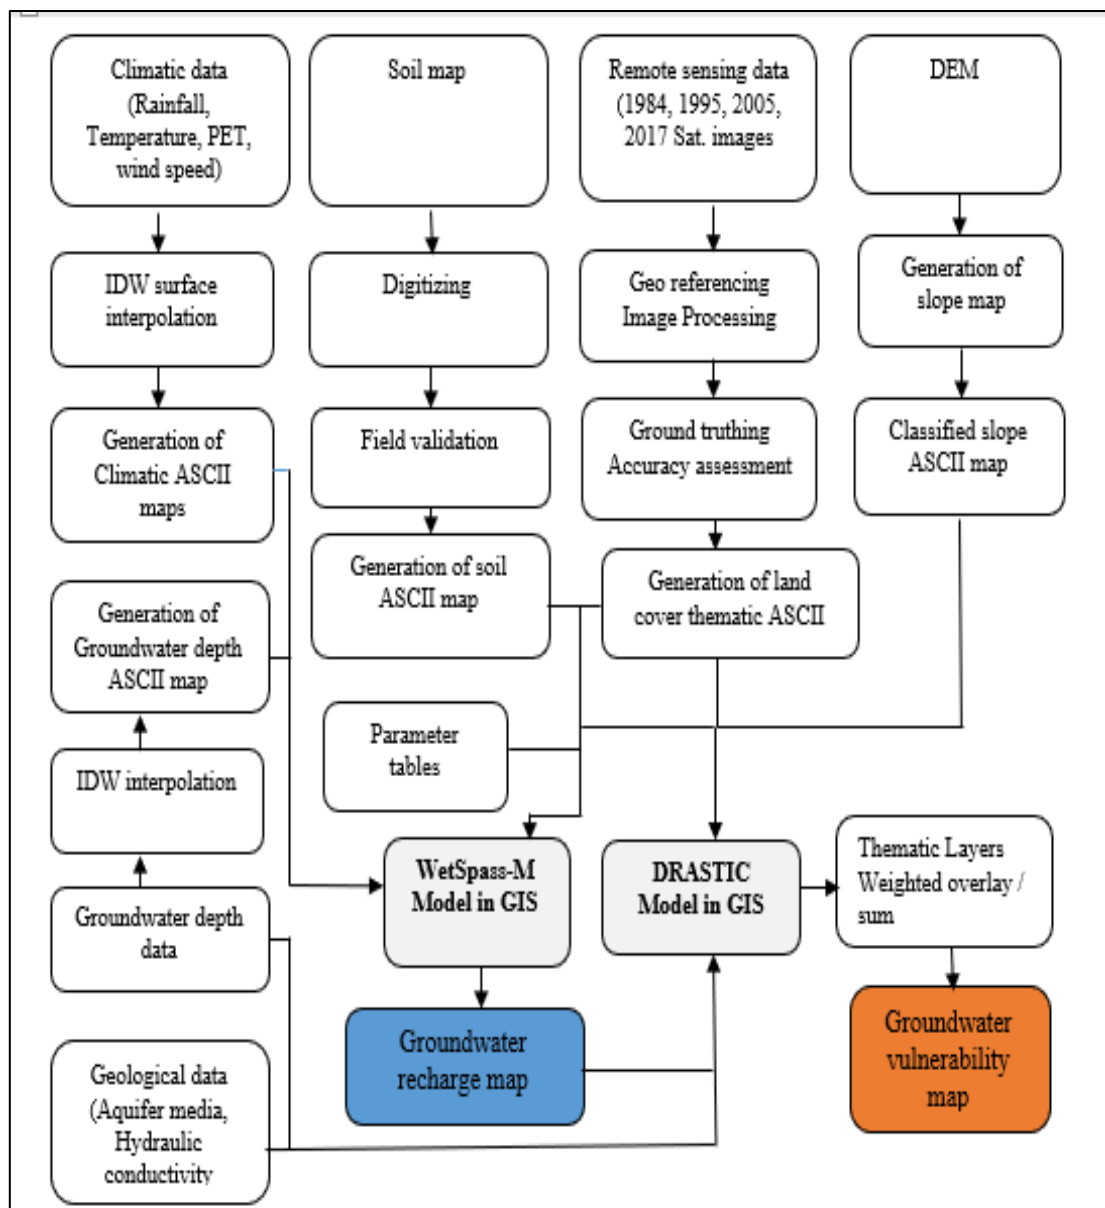 Climatic data
(Rainfall,
Temperature, PET,
wind speed)
Soil map
Remote sensing data
(1984, 1995, 2005,
2017 Sat. images
DEM
IDW surface
interpolation
Digitizing
Geo referencing
Image Processing
Generation of
slope map
Generation of
Climatic ASCII
maps
Field validation
Ground truthing
Accuracy assessment
Classified slope
ASCII map
Generation of soil
ASCII map
Generation of land
cover thematic ASCII
Generation of
Groundwater depth
ASCII map
Parameter
tables
IDW interpolation
WetSpass-M
Model in GIS
DRASTIC
Model in GIS
Thematic Layers
Weighted overlay /
sum
Groundwater depth
data
Groundwater
recharge map
Groundwater
vulnerability
map
Geological data
(Aquifer media,
Hydraulic
conductivity